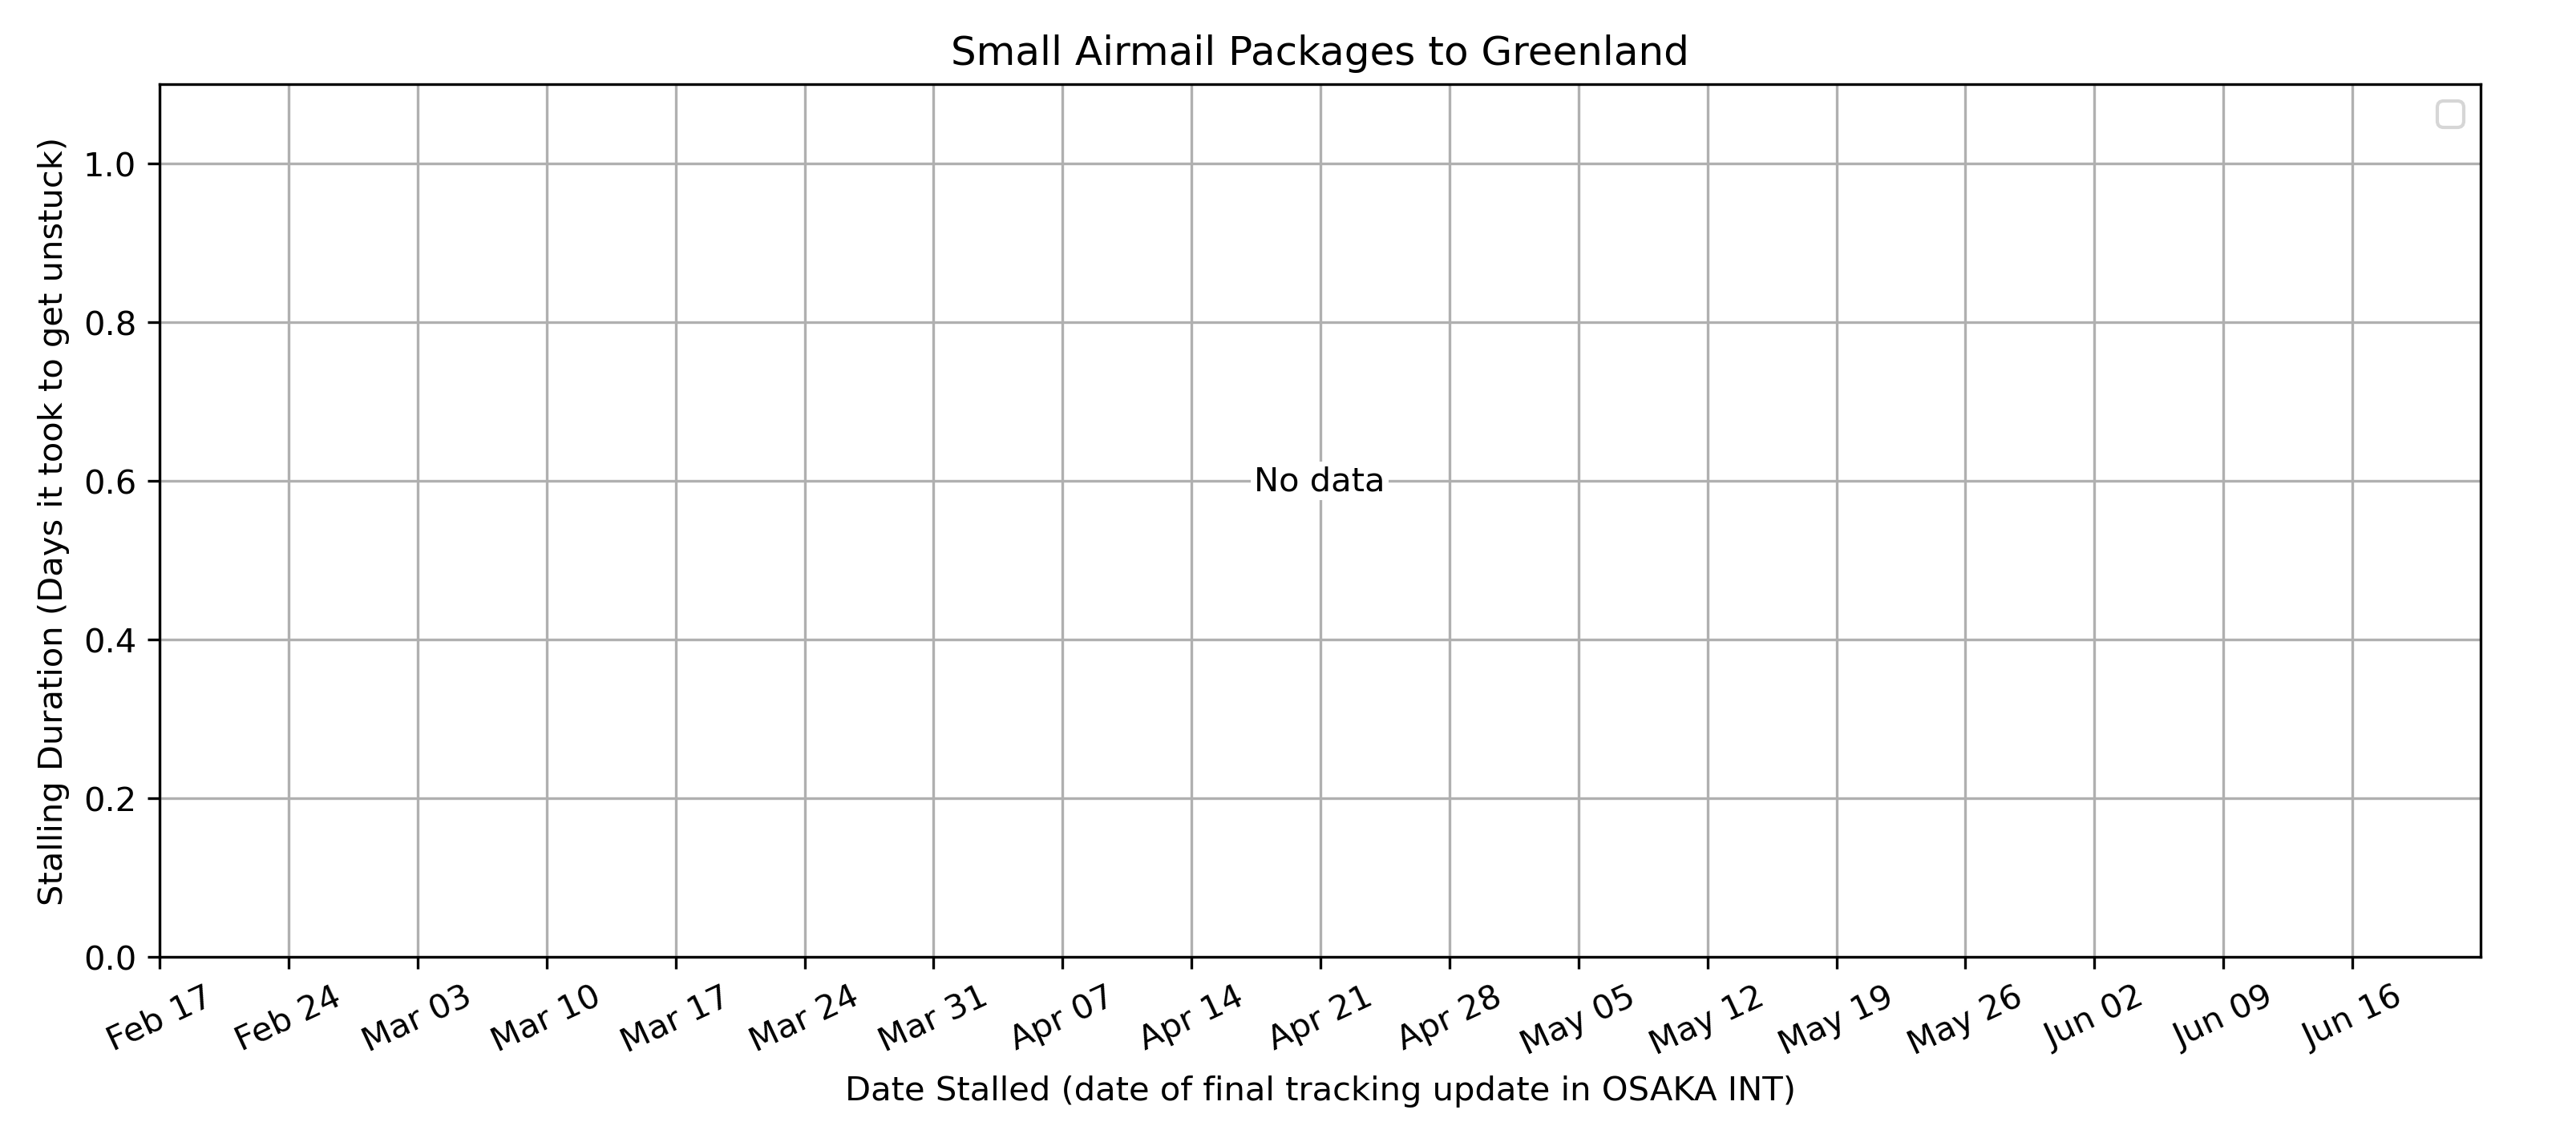 Small Airmail Packages to Greenland
Stalling Duration (Days it took to get unstuck)
1.0
0.8
0.6
0.4
0.2
0.0
No data
Feb 17
Feb 24
Mar 03
Mar 10
Mar 17
Mar 24
Mar 31
Apr 07
Apr 14
Apr 21
Apr 28
May 05
May 12
May 19
May 26
Jun 02
Jun 09
Jun 16
Date Stalled (date of final tracking update in OSAKA INT)